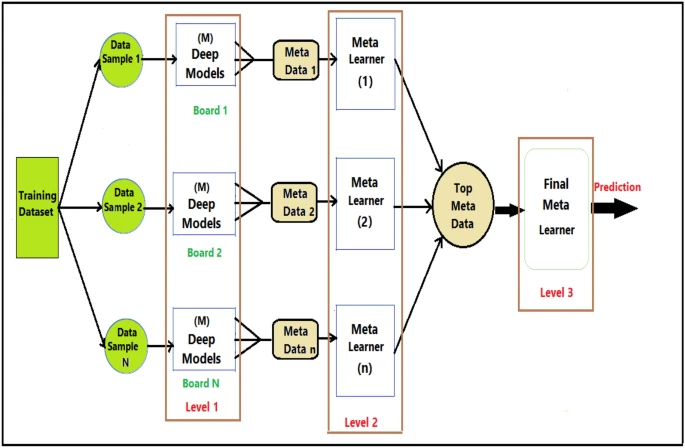 Training
Dataset
Data
Sample 1
(M)
Deep
Models
Board 1
Meta
Data 1
Meta
Learner
(1)
Data
Sample 2
(M)
Deep
Models
Board 2
Meta
Data 2
Meta
Learner
(2)
Data
Sample
N
(M)
Deep
Models
Board N
Meta
Data n
Meta
Learner
(n)
Level 1
Level 2
Top
Meta
Data
Final
Meta
Learner
Level 3
Prediction